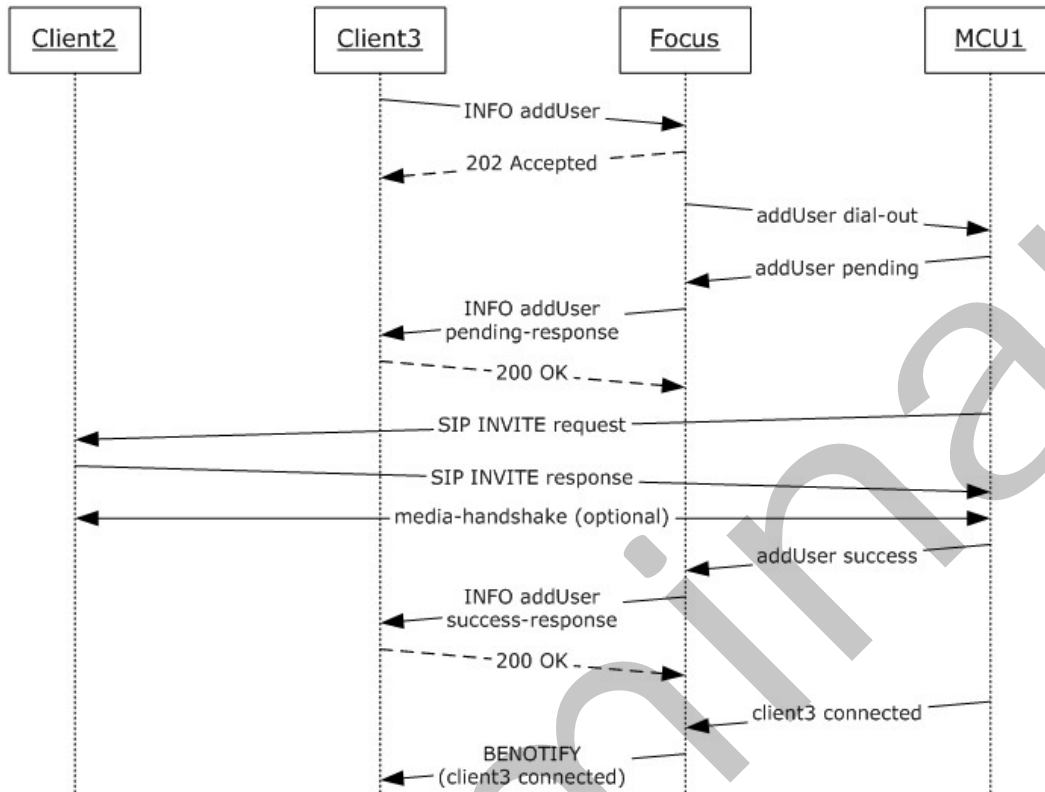 Client2
Client3
Focus
MCU1
INFO addUser
202 Accepted
addUser dial-out
addUser pending
INFO addUser
pending-response
200 OK
SIP INVITE request
SIP INVITE response
media-handshake (optional)
addUser success
INFO addUser
success-response
200 OK
client3 connected
BENOTIFY
(client3 connected)